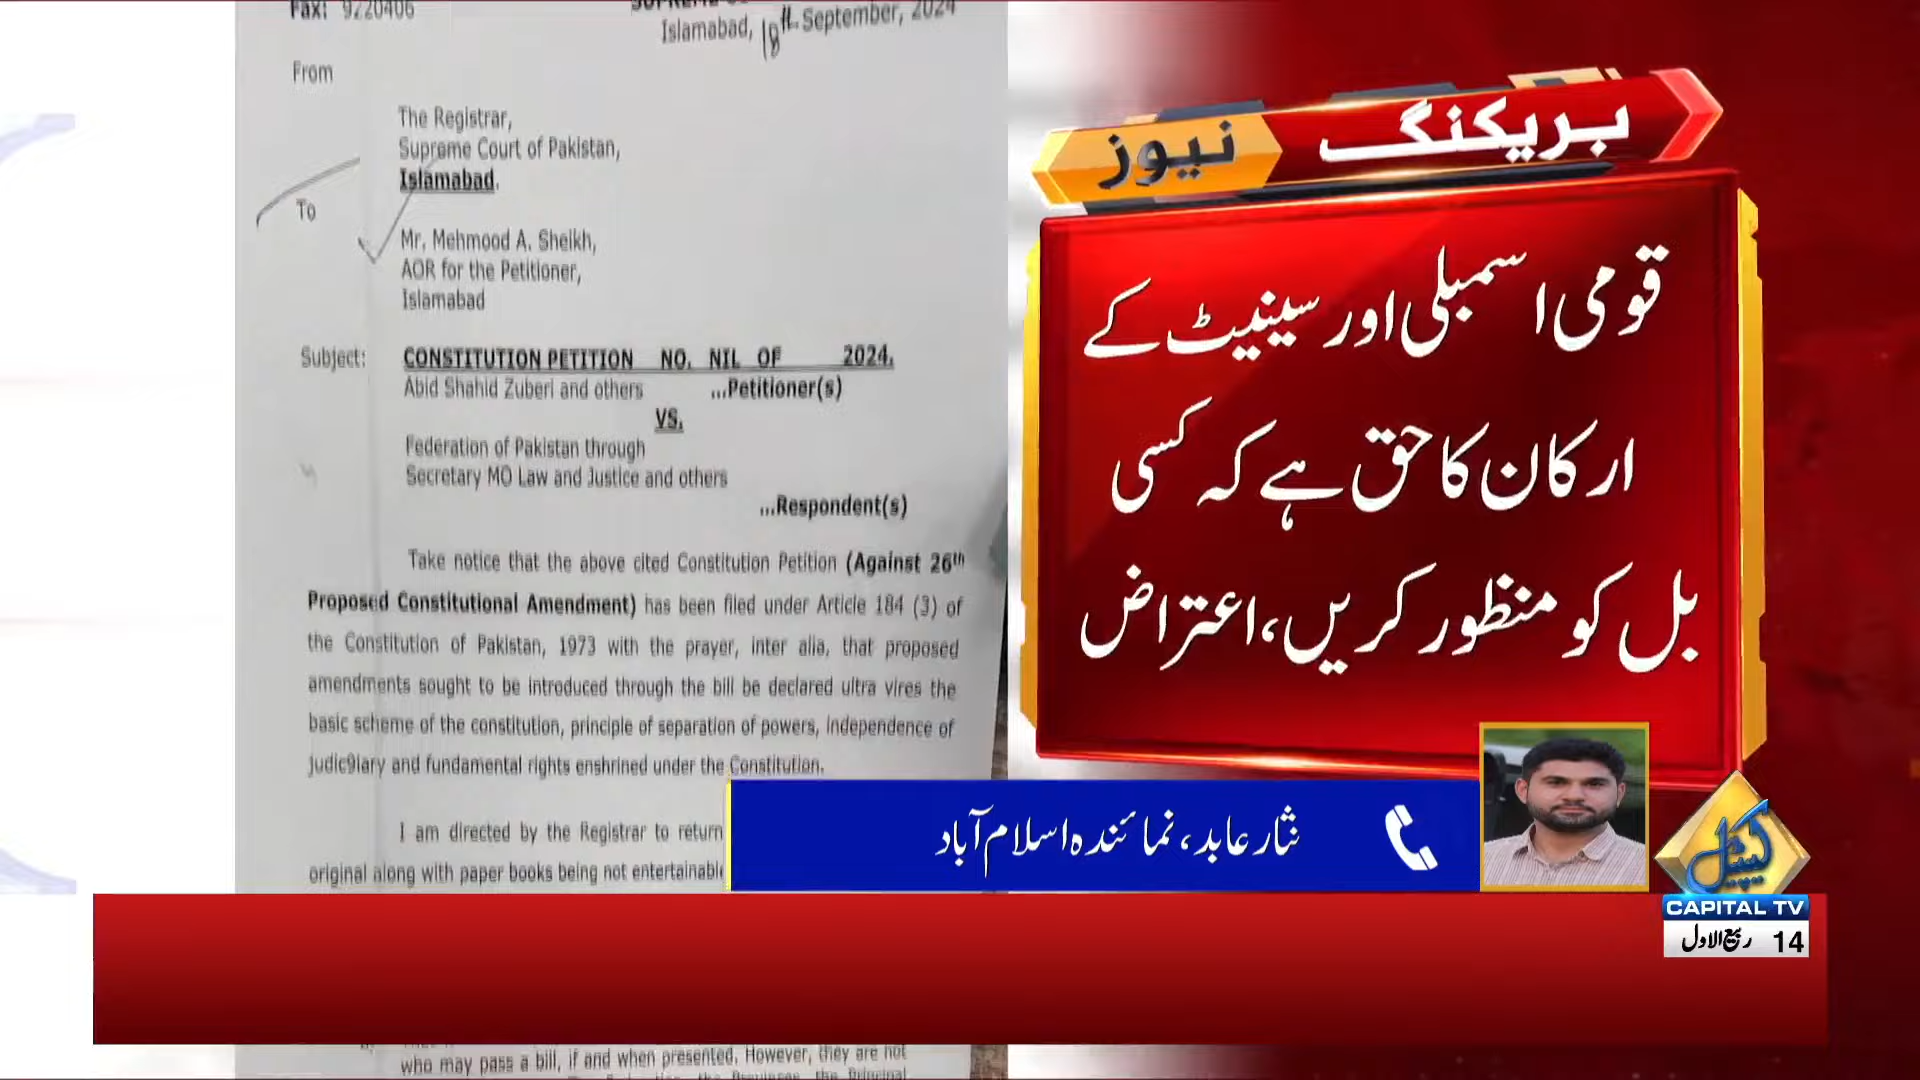 Fax: 9220406
Islamabad, 18th September, 2024
From
The Registrar,
Supreme Court of Pakistan,
Islamabad.
To
Mr. Mehmood A. Sheikh,
AOR for the Petitioner,
Islamabad
Subject: CONSTITUTION PETITION NO. NIL OF 2024.
Abid Shahid Zuberi and others ...Petitioner(s)
VS.
Federation of Pakistan through
Secretary MO Law and Justice and others
...Respondent(s)
Take notice that the above cited Constitution Petition (Against 26th
Proposed Constitutional Amendment) has been filed under Article 184 (3) of
the Constitution of Pakistan, 1973 with the prayer, inter alia, that proposed
amendments sought to be introduced through the bill be declared ultra vires the
basic scheme of the constitution, principle of separation of powers, independence of
judic9iary and fundamental rights enshrined under the Constitution.
I am directed by the Registrar to return
original along with paper books being not entertainabl
who may pass a bill, if and when presented. However, they are not
بریکنگ نیوز
قومی اسمبلی اور سینیٹ کے
ارکان کا حق ہے کہ کسی
بل کو منظور کریں، اعتراض
نثار عابد، نمائندہ اسلام آباد
کیپیٹل
CAPITAL TV
14 ربیع الاول